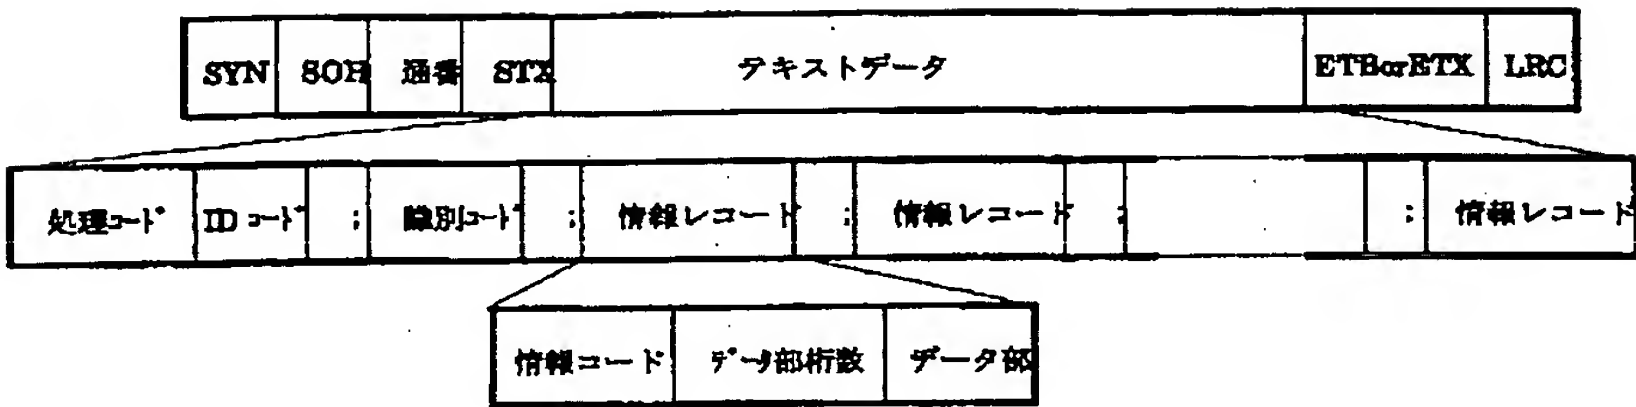 SYN SOH 通番 STX テキストデータ ETBorETX LRC
処理コード IDコード ; 識別コード ; 情報レコード ; 情報レコード ; ; 情報レコード
情報コード データ部桁数 データ部